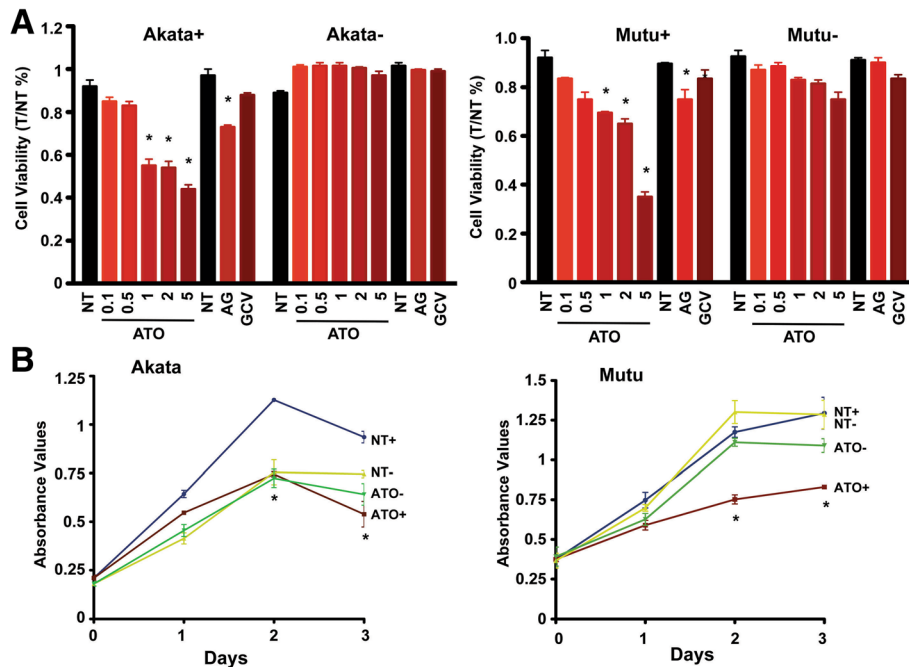 A
Akata+ Akata-
Cell Viability (T/NT %)
1.2
1
0.8
0.6
0.4
0.2
0
* * * *
NT 0.1 0.5 1 2 5 NT AG GCV NT 0.1 0.5 1 2 5 NT AG GCV
ATO ATO
Mutu+ Mutu-
Cell Viability (T/NT %)
1.0
0.8
0.6
0.4
0.2
0
* * * *
NT 0.1 0.5 1 2 5 NT AG GCV NT 0.1 0.5 1 2 5 NT AG GCV
ATO ATO
B
Akata
Absorbance Values
1.25
1
0.75
0.5
0.25
0
NT+
NT-
ATO-
ATO+
*
*
0 1 2 3
Days
Mutu
Absorbance Values
1.5
1.25
1
0.75
0.5
0.25
0
NT+
NT-
ATO-
ATO+
* *
0 1 2 3
Days